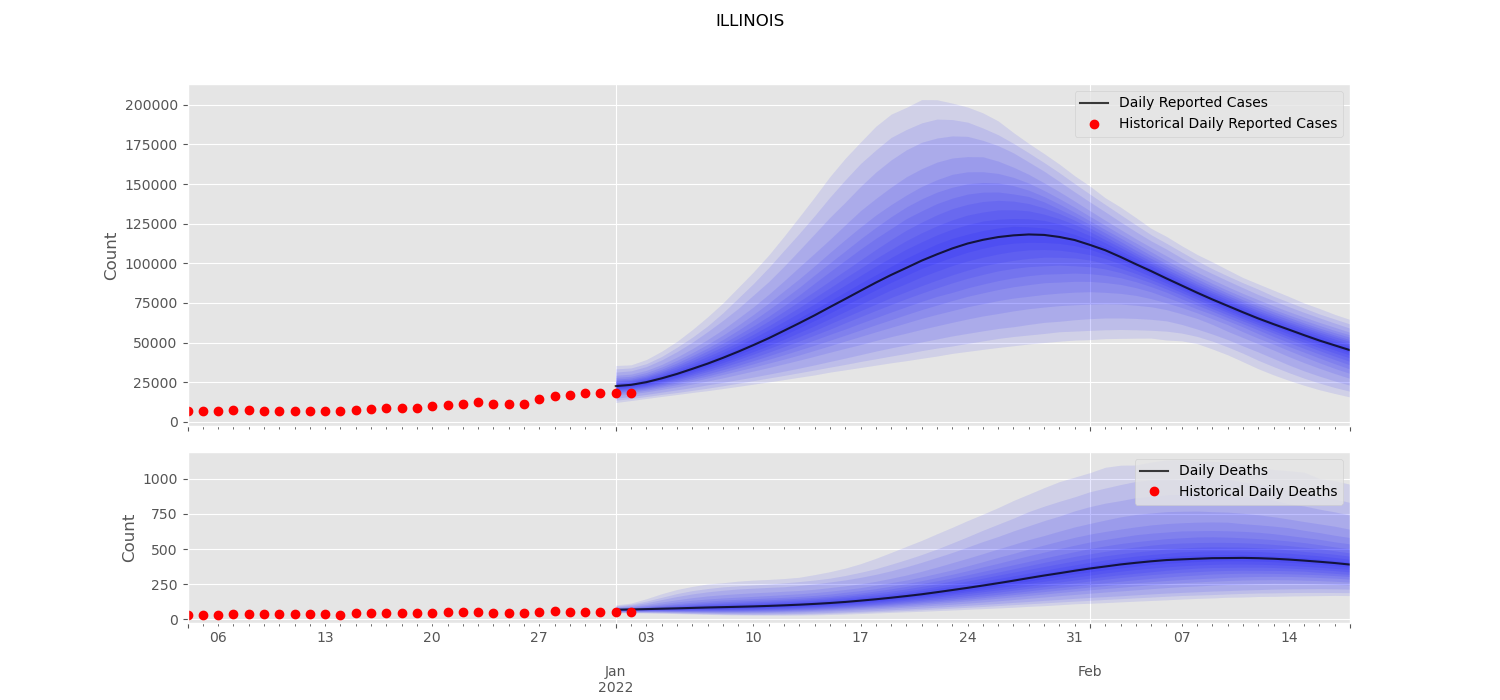 ILLINOIS
200000
175000
150000
125000
100000
75000
50000
25000
0
Count
Daily Reported Cases
Historical Daily Reported Cases
1000
750
500
250
0
Count
Daily Deaths
Historical Daily Deaths
06 13 20 27 03 10 17 24 31 07 14
Jan Feb
2022